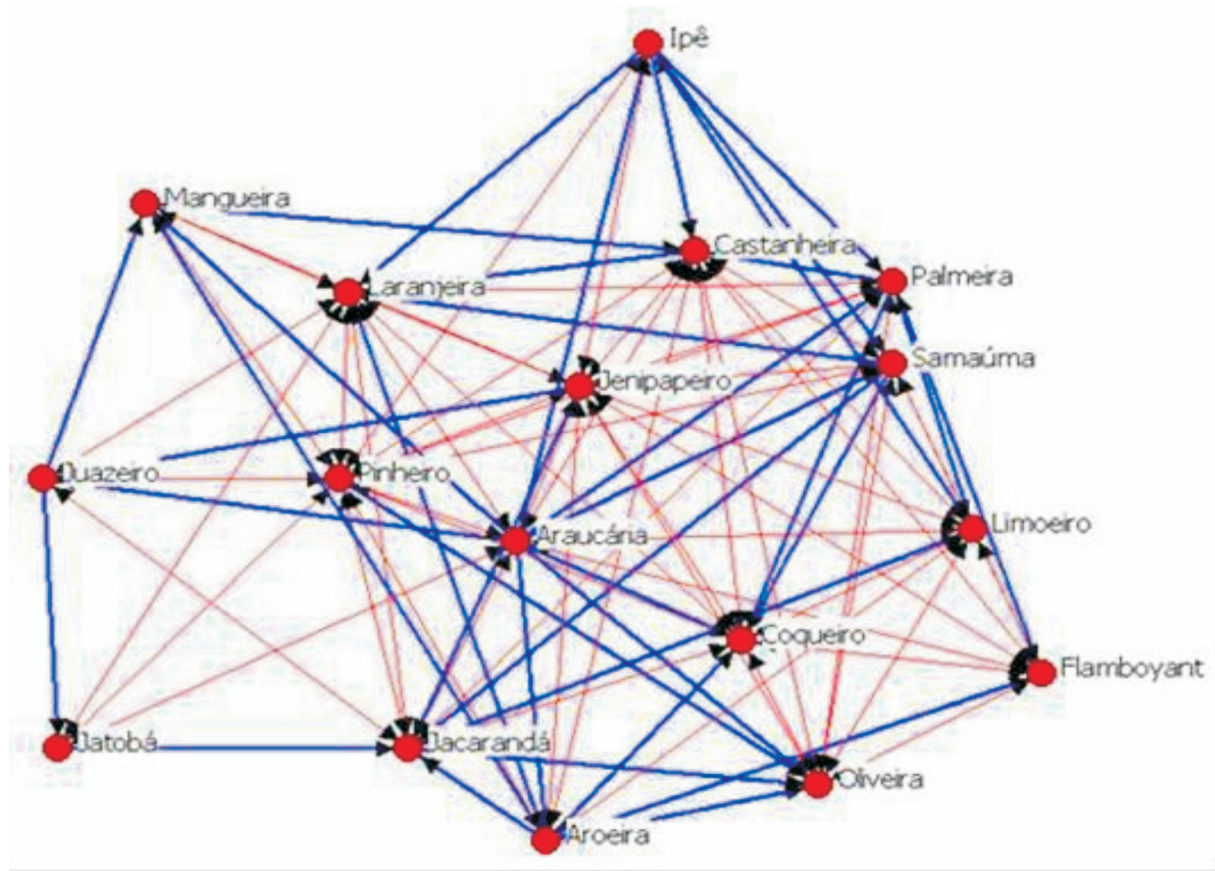 Ipê
Mangueira
Castanheira
Palmeira
Laranjeira
Samaúma
Jenipapeiro
Juazeiro
Pinheiro
Limoeiro
Araucária
Coqueiro
Flamboyant
Jatobá
Jacarandá
Oliveira
Aroeira